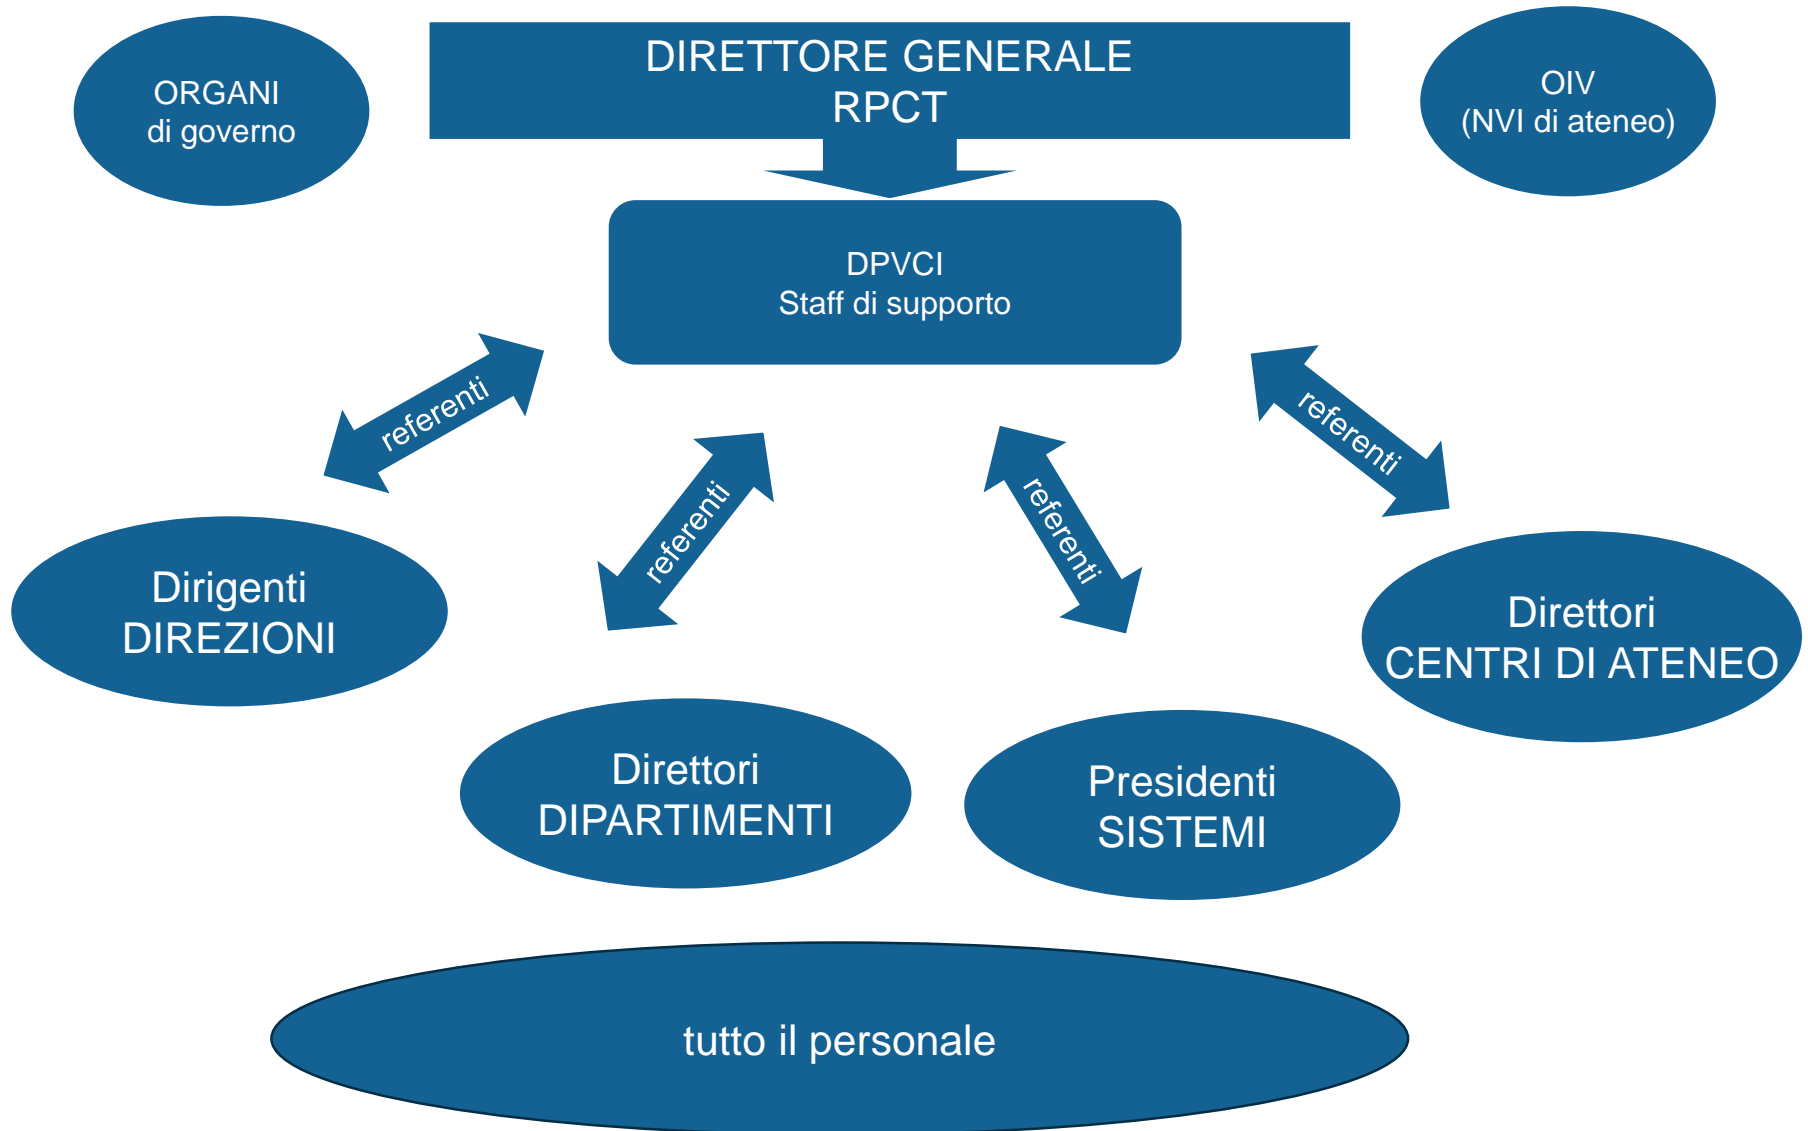 ORGANI
di governo
DIRETTORE GENERALE
RPCT
OIV
(NVI di ateneo)
DPVCI
Staff di supporto
referenti
referenti
referenti
referenti
Dirigenti
DIREZIONI
Direttori
DIPARTIMENTI
Presidenti
SISTEMI
Direttori
CENTRI DI ATENEO
tutto il personale